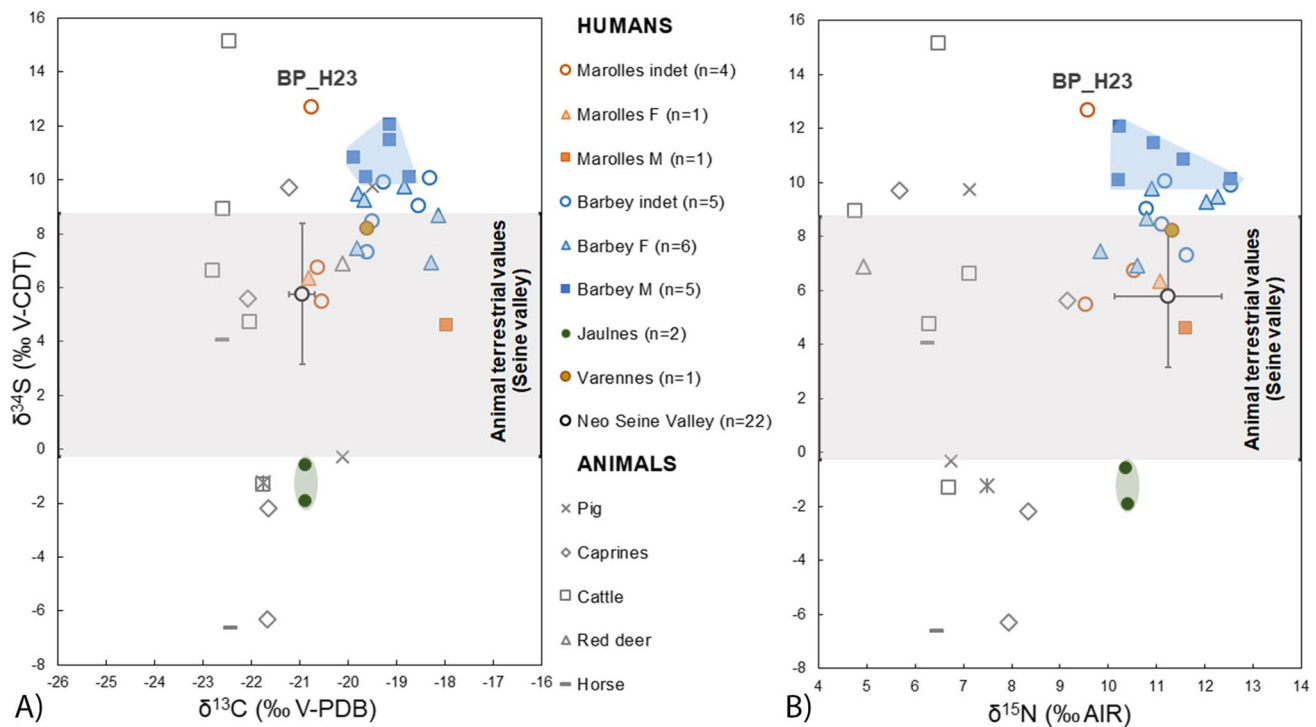 16
14
12
10
8
6
4
2
0
-2
-4
-6
-8
δ34S (‰ V-CDT)
BP_H23
Animal terrestrial values
(Seine valley)
-26 -25 -24 -23 -22 -21 -20 -19 -18 -17 -16
A)
δ13C (‰ V-PDB)
HUMANS
Marolles indet (n=4)
Marolles F (n=1)
Marolles M (n=1)
Barbey indet (n=5)
Barbey F (n=6)
Barbey M (n=5)
Jaulnes (n=2)
Varennes (n=1)
Neo Seine Valley (n=22)
ANIMALS
Pig
Caprines
Cattle
Red deer
Horse
16
14
12
10
8
6
4
2
0
-2
-4
-6
-8
BP_H23
Animal terrestrial values
(Seine valley)
4 5 6 7 8 9 10 11 12 13 14
B)
δ15N (‰ AIR)